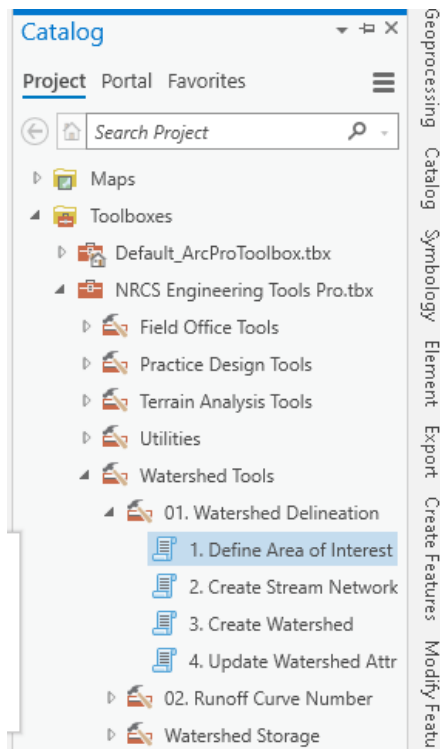 Catalog
Project Portal Favorites
Search Project
Maps
Toolboxes
Default_ArcProToolbox.tbx
NRCS Engineering Tools Pro.tbx
Field Office Tools
Practice Design Tools
Terrain Analysis Tools
Utilities
Watershed Tools
01. Watershed Delineation
1. Define Area of Interest
2. Create Stream Network
3. Create Watershed
4. Update Watershed Attr
02. Runoff Curve Number
Watershed Storage
Geoprocessing
Catalog
Symbology
Element
Export
Create Features
Modify Featu